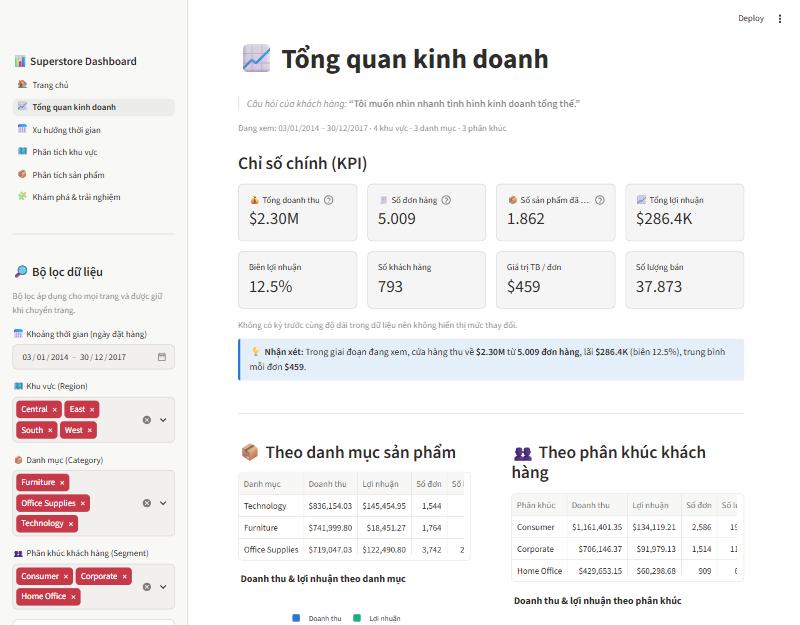 Deploy
Superstore Dashboard
Trang chủ
Tổng quan kinh doanh
Xu hướng thời gian
Phân tích khu vực
Phân tích sản phẩm
Khám phá & trải nghiệm
Bộ lọc dữ liệu
Bộ lọc áp dụng cho mọi trang và được giữ
khi chuyển trang.
Khoảng thời gian (ngày đặt hàng)
03 / 01 / 2014 – 30 / 12 / 2017
Khu vực (Region)
Central × East ×
South × West ×
Danh mục (Category)
Furniture ×
Office Supplies ×
Technology ×
Phân khúc khách hàng (Segment)
Consumer × Corporate ×
Home Office ×
Tổng quan kinh doanh
Câu hỏi của khách hàng: “Tôi muốn nhìn nhanh tình hình kinh doanh tổng thể.”
Đang xem: 03/01/2014 – 30/12/2017 · 4 khu vực · 3 danh mục · 3 phân khúc
Chỉ số chính (KPI)
Tổng doanh thu
$2.30M
Số đơn hàng
5.009
Số sản phẩm đã ...
1.862
Tổng lợi nhuận
$286.4K
Biên lợi nhuận
12.5%
Số khách hàng
793
Giá trị TB / đơn
$459
Số lượng bán
37.873
Không có kỳ trước cùng độ dài trong dữ liệu nên không hiển thị mức thay đổi.
Nhận xét: Trong giai đoạn đang xem, cửa hàng thu về $2.30M từ 5.009 đơn hàng, lãi $286.4K (biên 12.5%), trung bình
mỗi đơn $459.
Theo danh mục sản phẩm
Danh mục Doanh thu Lợi nhuận Số đơn Số
Technology $836,154.03 $145,454.95 1,544
Furniture $741,999.80 $18,451.27 1,764
Office Supplies $719,047.03 $122,490.80 3,742 2
Doanh thu & lợi nhuận theo danh mục
Doanh thu Lợi nhuận
Theo phân khúc khách
hàng
Phân khúc Doanh thu Lợi nhuận Số đơn Số
Consumer $1,161,401.35 $134,119.21 2,586 19
Corporate $706,146.37 $91,979.13 1,514 11
Home Office $429,653.15 $60,298.68 909
Doanh thu & lợi nhuận theo phân khúc